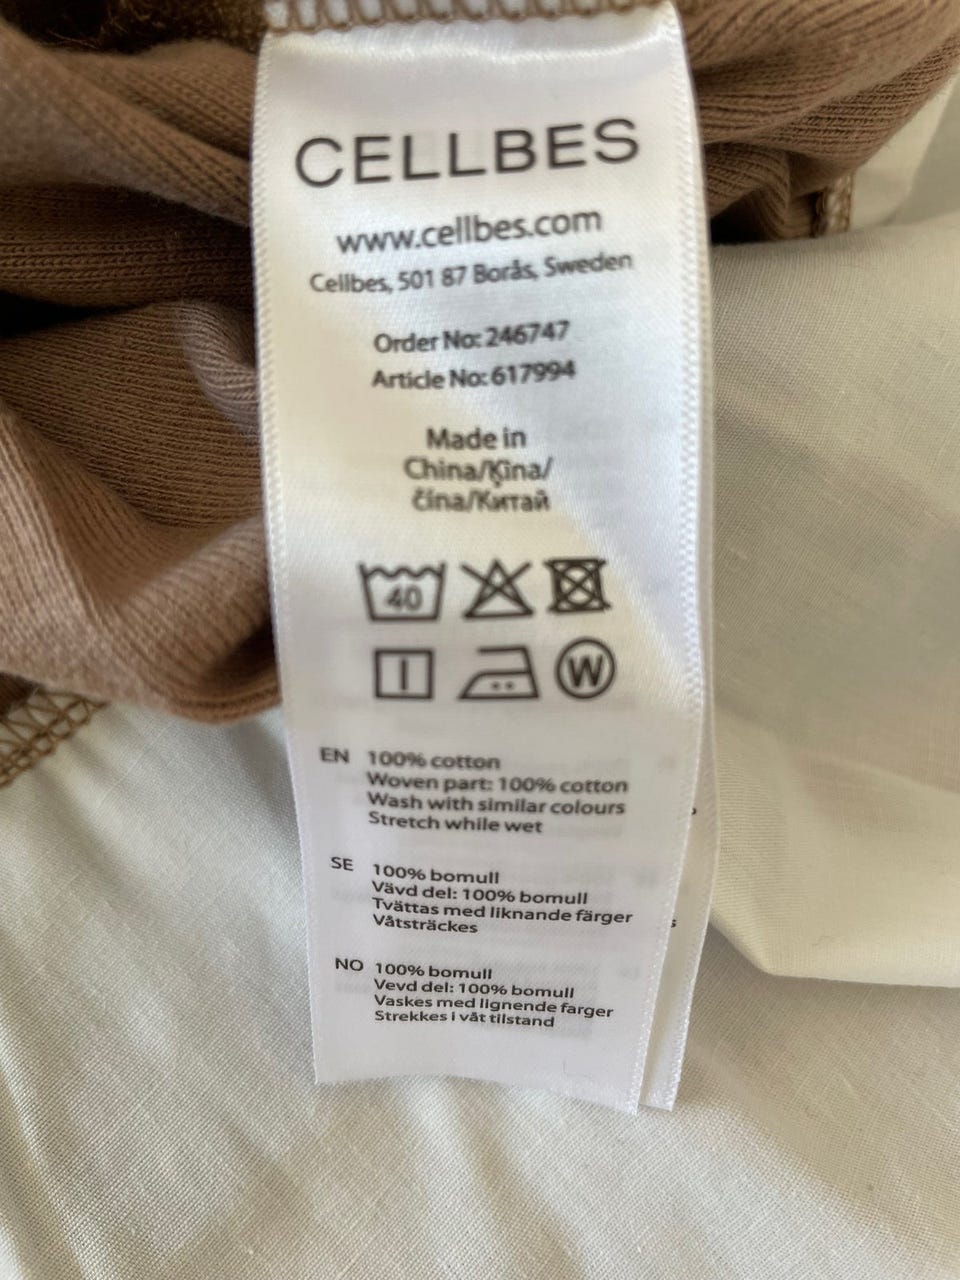 CELLBES
www.cellbes.com
Cellbes, 501 87 Borås, Sweden
Order No: 246747
Article No: 617994
Made in
China/Ķīna/
čína/Китай
40
W
EN 100% cotton
Woven part: 100% cotton
Wash with similar colours
Stretch while wet
SE 100% bomull
Vävd del: 100% bomull
Tvättas med liknande färger
Våtsträckes
NO 100% bomull
Vevd del: 100% bomull
Vaskes med lignende farger
Strekkes i våt tilstand